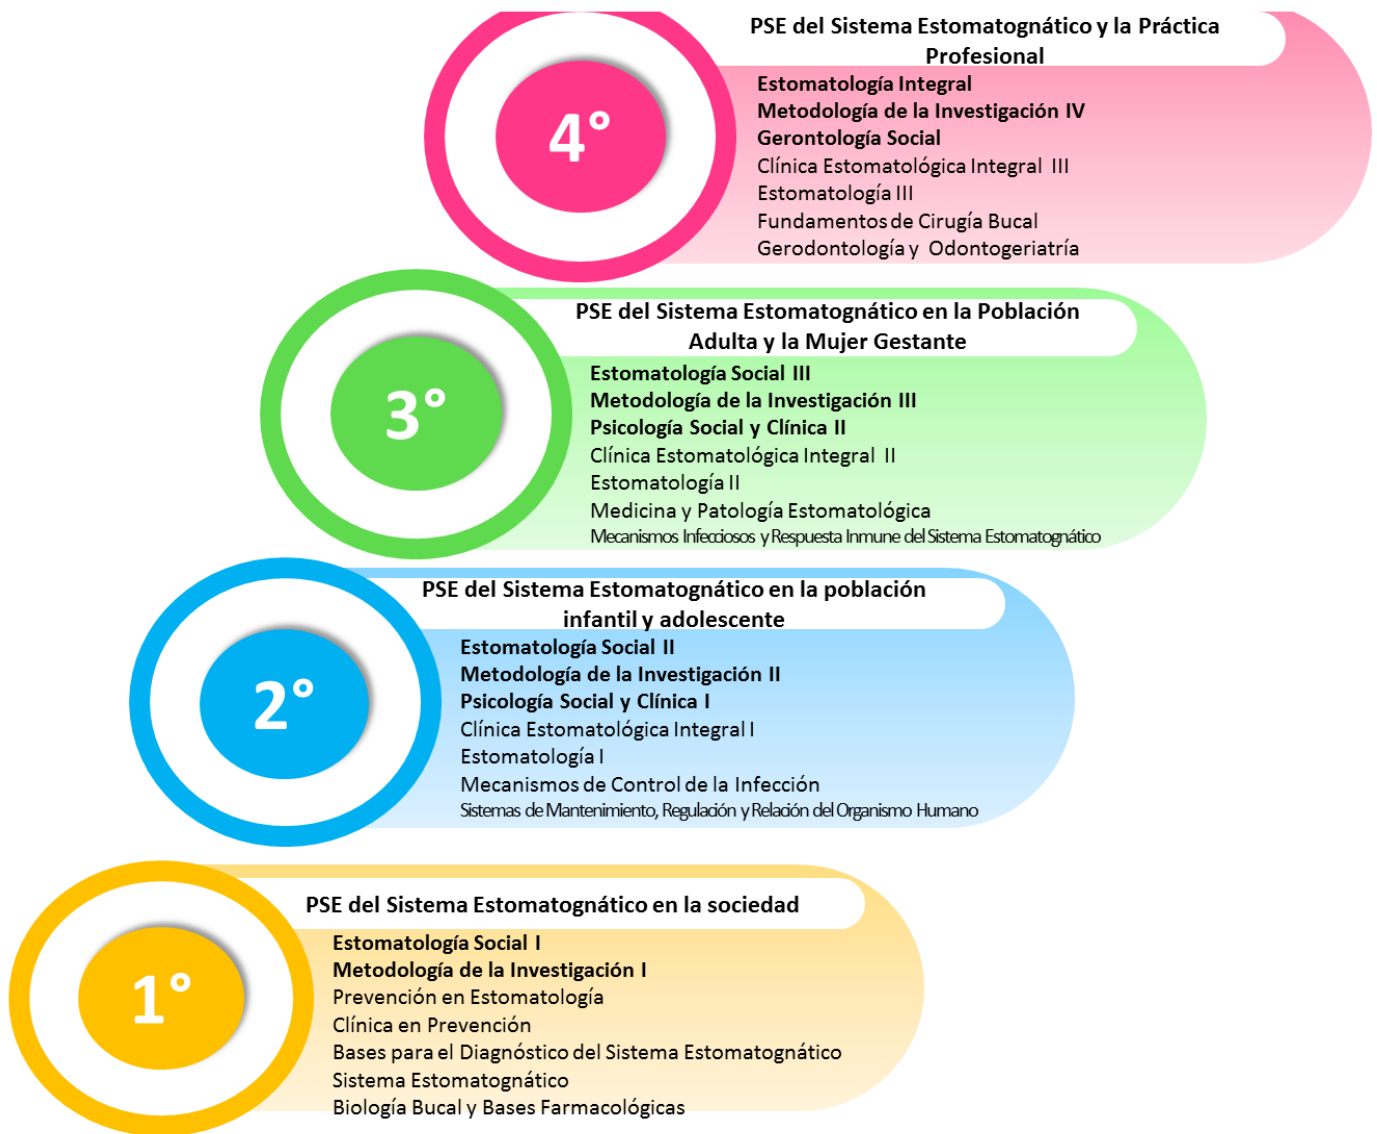 4°
PSE del Sistema Estomatognático y la Práctica
Profesional
Estomatología Integral
Metodología de la Investigación IV
Gerontología Social
Clínica Estomatológica Integral III
Estomatología III
Fundamentos de Cirugía Bucal
Gerodontología y Odontogeriatría
3°
PSE del Sistema Estomatognático en la Población
Adulta y la Mujer Gestante
Estomatología Social III
Metodología de la Investigación III
Psicología Social y Clínica II
Clínica Estomatológica Integral II
Estomatología II
Medicina y Patología Estomatológica
Mecanismos Infecciosos y Respuesta Inmune del Sistema Estomatognático
2°
PSE del Sistema Estomatognático en la población
infantil y adolescente
Estomatología Social II
Metodología de la Investigación II
Psicología Social y Clínica I
Clínica Estomatológica Integral I
Estomatología I
Mecanismos de Control de la Infección
Sistemas de Mantenimiento, Regulación y Relación del Organismo Humano
1°
PSE del Sistema Estomatognático en la sociedad
Estomatología Social I
Metodología de la Investigación I
Prevención en Estomatología
Clínica en Prevención
Bases para el Diagnóstico del Sistema Estomatognático
Sistema Estomatognático
Biología Bucal y Bases Farmacológicas